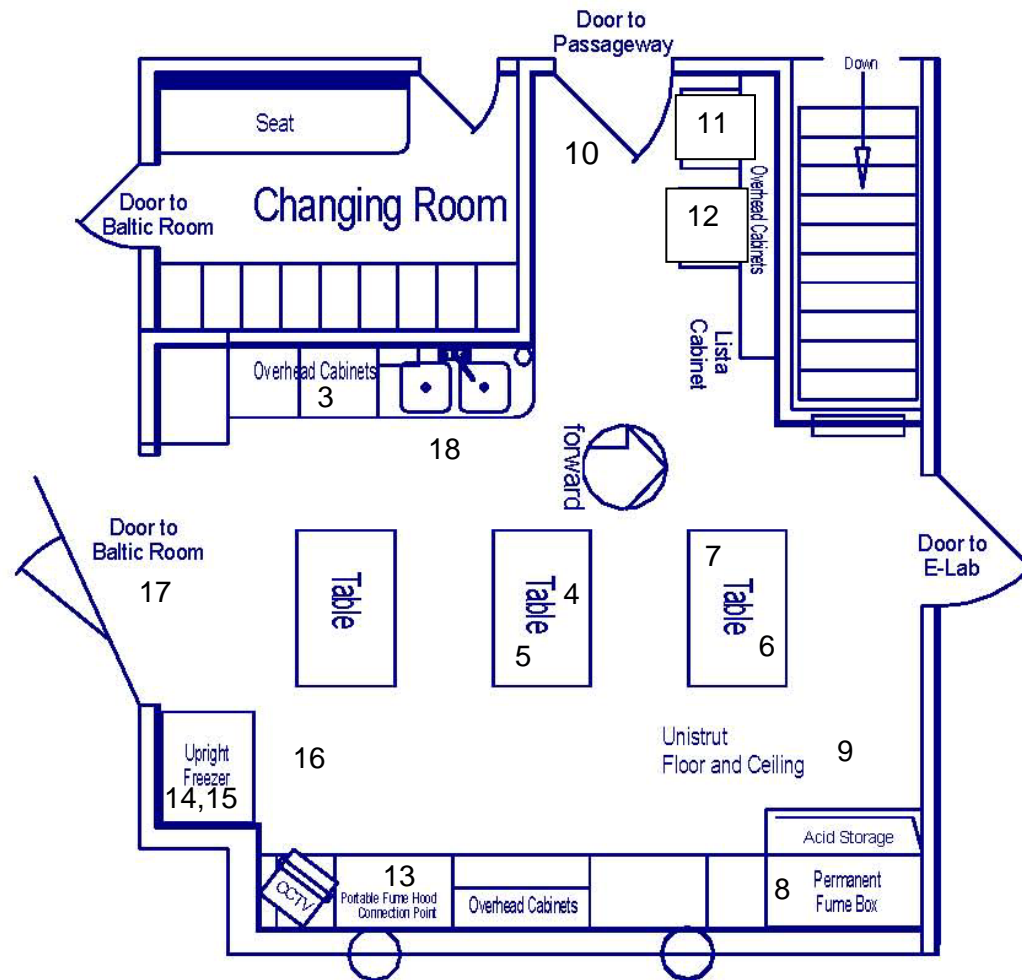 Door to
Passageway
Down
Seat
11
10
Door to
Baltic Room
Changing Room
Overhead Cabinets
12
Lista
Cabinet
Overhead Cabinets
3
18
forward
Door to
Baltic Room
17
Table
Table
4
5
Table
7
6
Door to
E-Lab
Unistrut
Floor and Ceiling
9
16
Upright
Freezer
14,15
Acid Storage
CCTV
13
Portable Fume Hood
Connection Point
Overhead Cabinets
8
Permanent
Fume Box